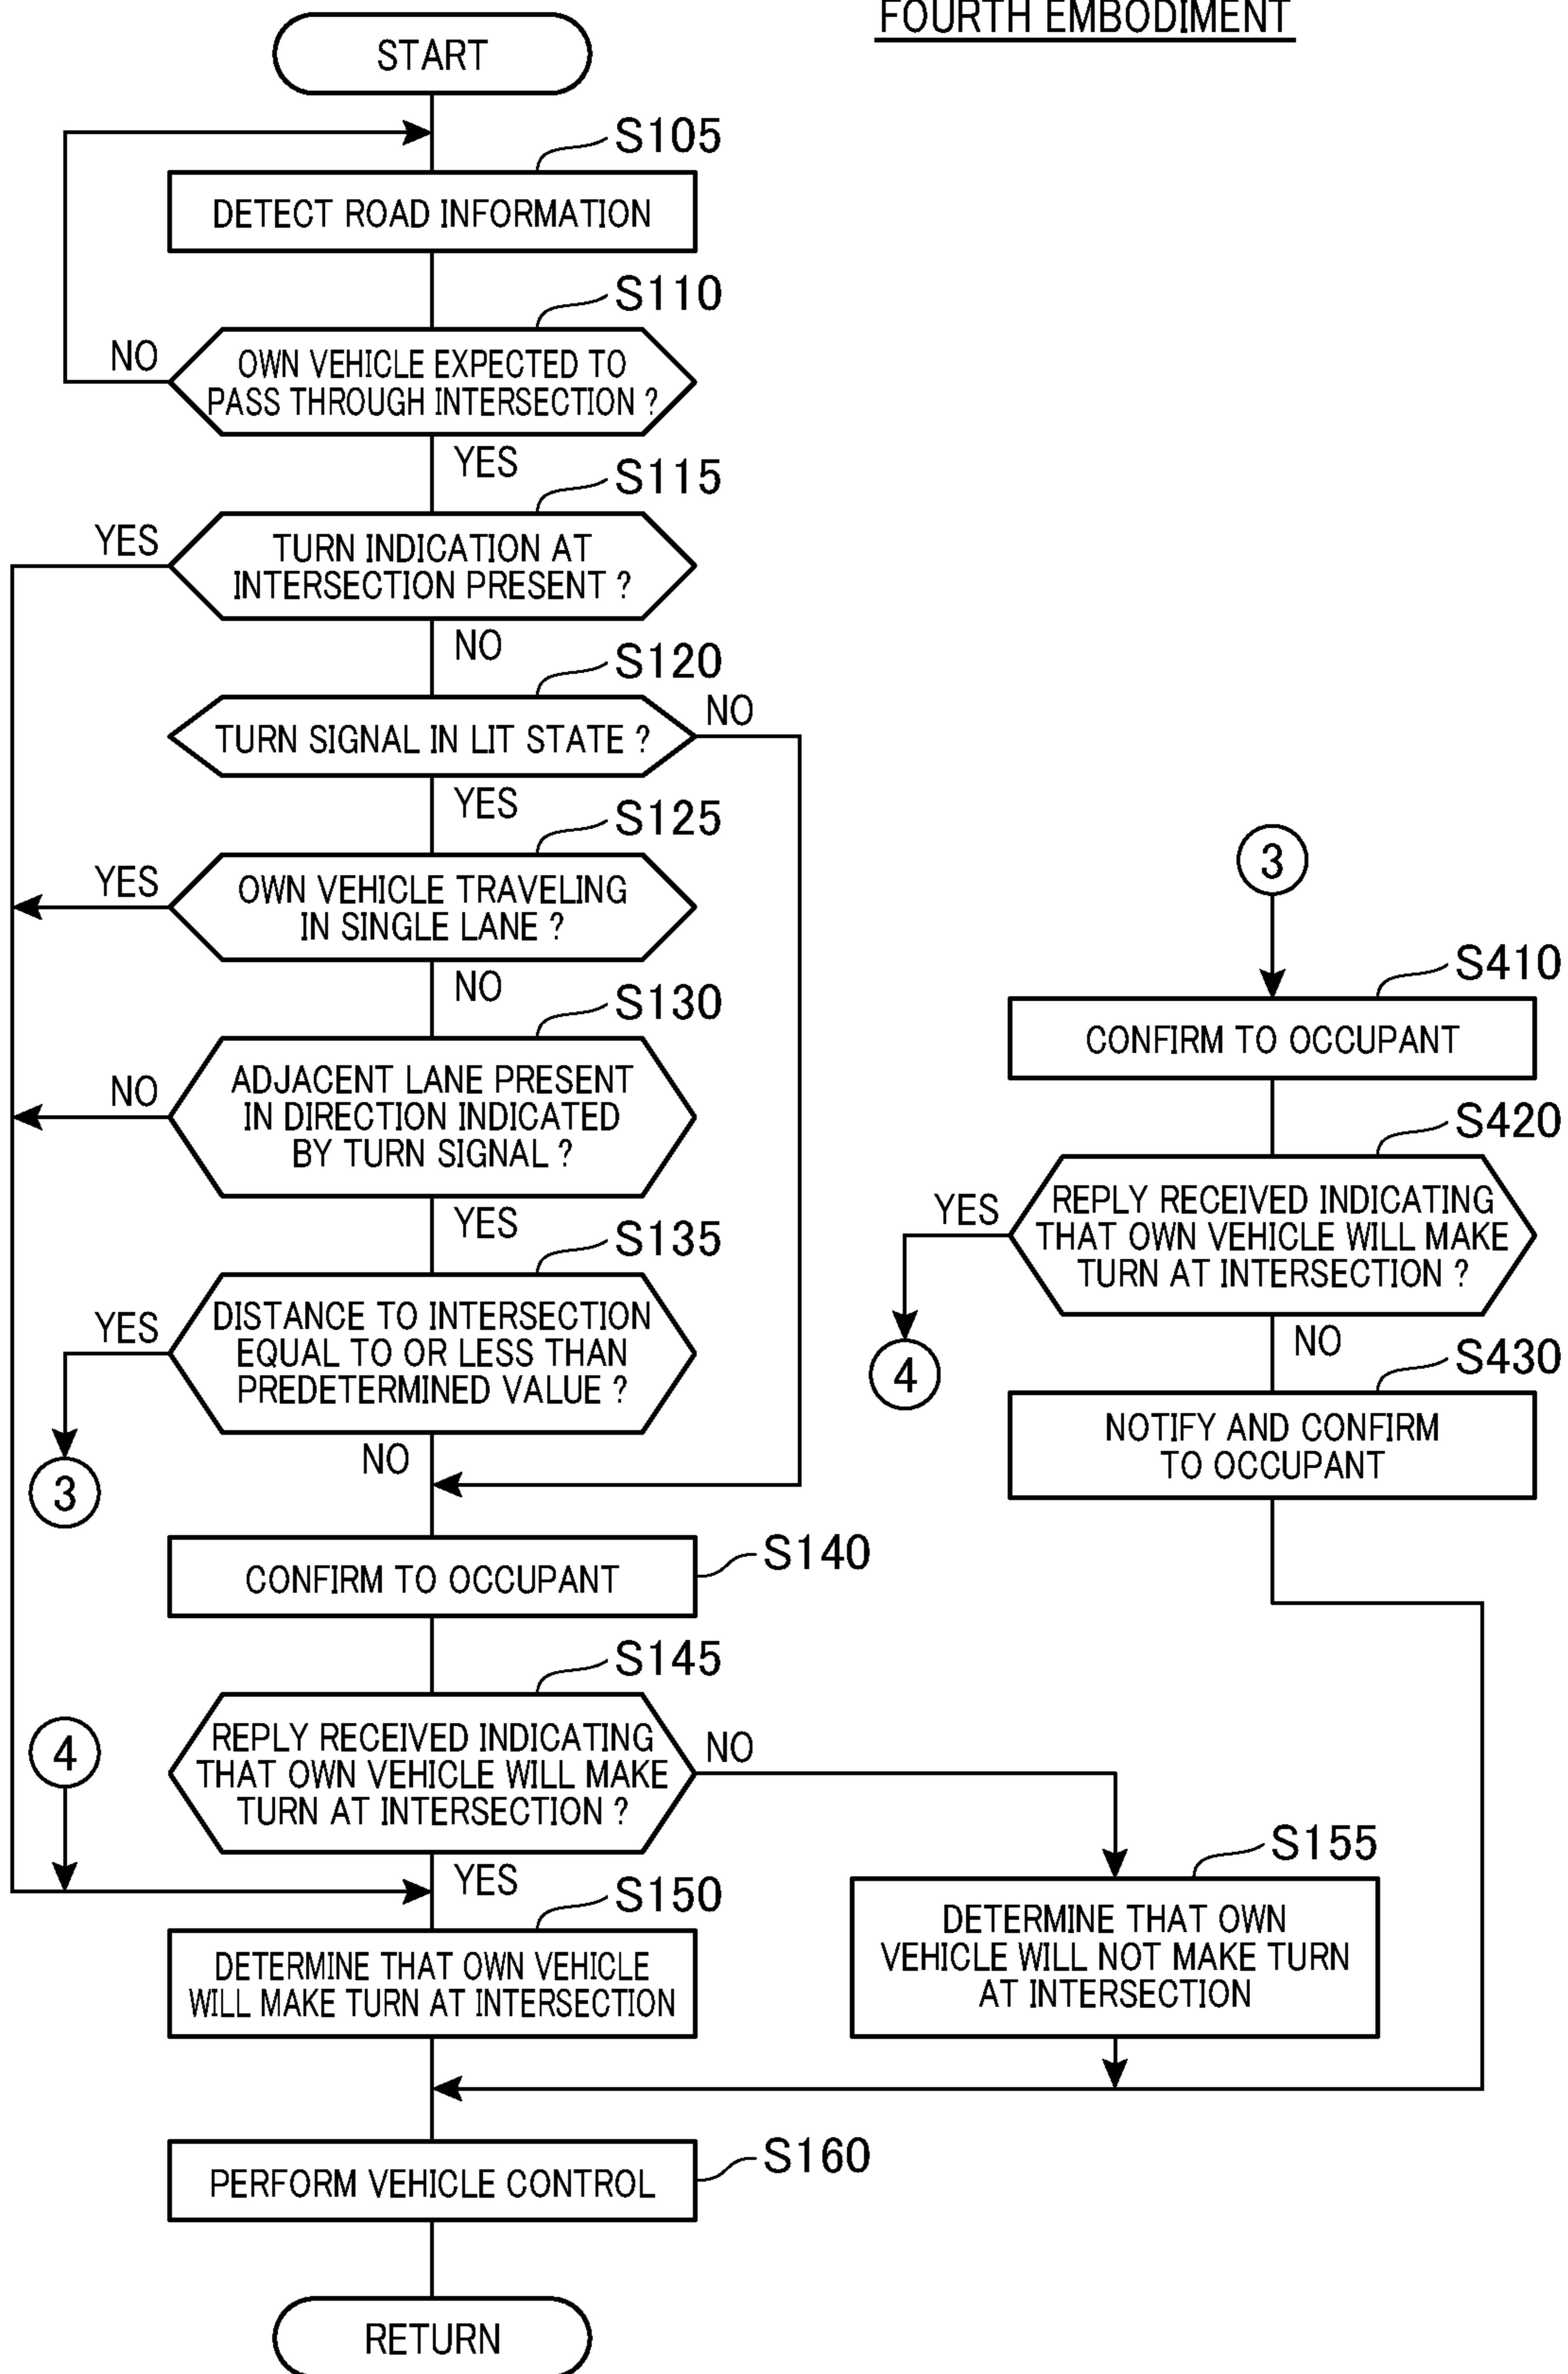 FOURTH EMBODIMENT
START
S105
DETECT ROAD INFORMATION
S110
NO
OWN VEHICLE EXPECTED TO
PASS THROUGH INTERSECTION ?
YES
S115
YES
TURN INDICATION AT
INTERSECTION PRESENT ?
NO
S120
NO
TURN SIGNAL IN LIT STATE ?
YES
S125
YES
OWN VEHICLE TRAVELING
IN SINGLE LANE ?
NO
S130
NO
ADJACENT LANE PRESENT
IN DIRECTION INDICATED
BY TURN SIGNAL ?
YES
S135
YES
DISTANCE TO INTERSECTION
EQUAL TO OR LESS THAN
PREDETERMINED VALUE ?
NO
3
S140
CONFIRM TO OCCUPANT
S145
4
REPLY RECEIVED INDICATING
THAT OWN VEHICLE WILL MAKE
TURN AT INTERSECTION ?
NO
YES
S150
DETERMINE THAT OWN VEHICLE
WILL MAKE TURN AT INTERSECTION
S155
DETERMINE THAT OWN
VEHICLE WILL NOT MAKE TURN
AT INTERSECTION
S160
PERFORM VEHICLE CONTROL
RETURN
3
S410
CONFIRM TO OCCUPANT
S420
YES
REPLY RECEIVED INDICATING
THAT OWN VEHICLE WILL MAKE
TURN AT INTERSECTION ?
4
NO
S430
NOTIFY AND CONFIRM
TO OCCUPANT